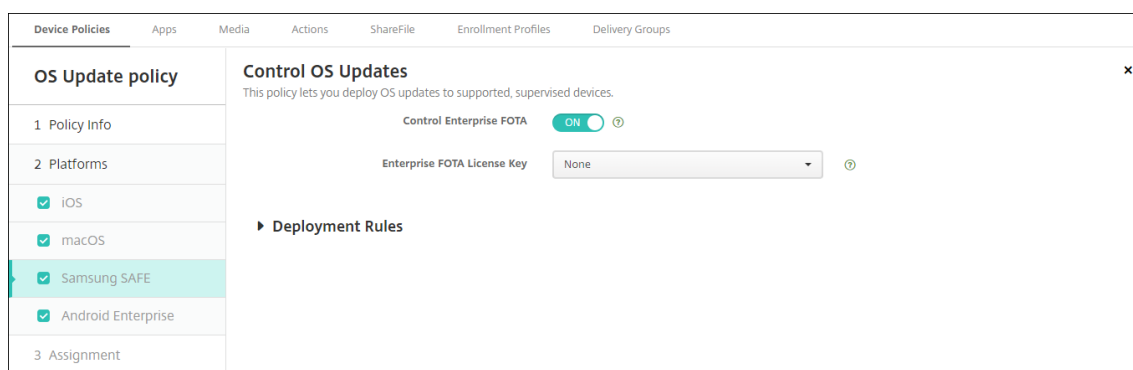 Device Policies Apps Media Actions ShareFile Enrollment Profiles Delivery Groups
OS Update policy
1 Policy Info
2 Platforms
iOS
macOS
Samsung SAFE
Android Enterprise
3 Assignment
Control OS Updates
This policy lets you deploy OS updates to supported, supervised devices.
Control Enterprise FOTA ON
Enterprise FOTA License Key None
Deployment Rules